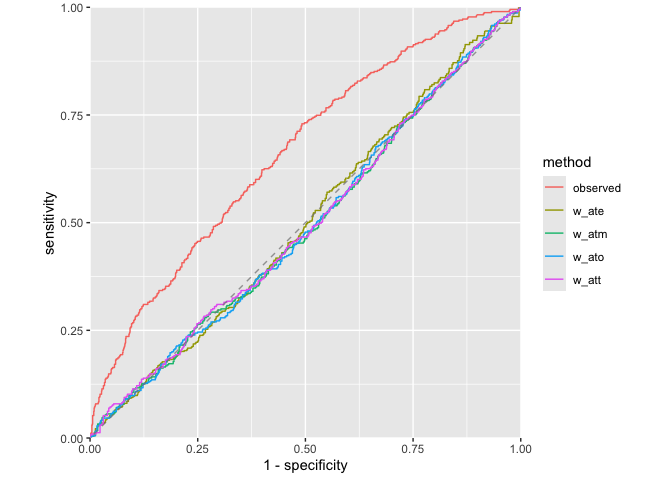 1.00
0.75
0.50
0.25
0.00
sensitivity
0.00 0.25 0.50 0.75 1.00
1 - specificity
method
observed
w_ate
w_atm
w_ato
w_att